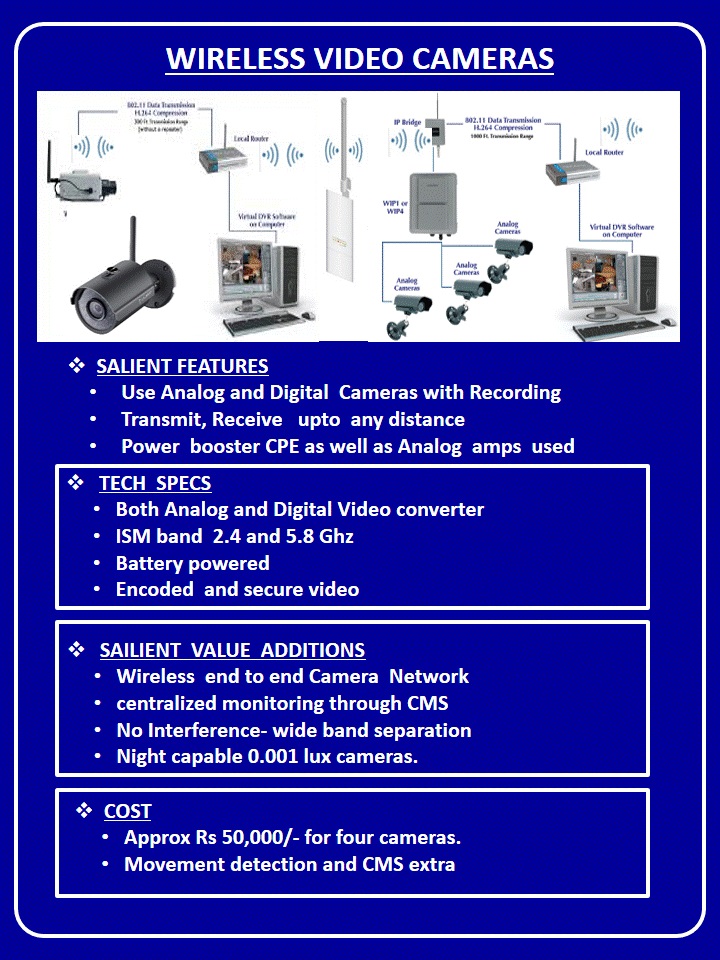 WIRELESS VIDEO CAMERAS
802.11 Data Transmission
H.264 Compression
300 Ft. Transmission Range
(without a repeater)
Local Router
Virtual DVR Software
on Computer
IP Bridge
802.11 Data Transmission
H.264 Compression
1000 Ft. Transmission Range
Local Router
WIP1 or
WIP4
Analog
Cameras
Analog
Cameras
Analog
Cameras
Virtual DVR Software
on Computer
❖ SALIENT FEATURES
• Use Analog and Digital Cameras with Recording
• Transmit, Receive upto any distance
• Power booster CPE as well as Analog amps used
❖ TECH SPECS
• Both Analog and Digital Video converter
• ISM band 2.4 and 5.8 Ghz
• Battery powered
• Encoded and secure video
❖ SAILIENT VALUE ADDITIONS
• Wireless end to end Camera Network
• centralized monitoring through CMS
• No Interference- wide band separation
• Night capable 0.001 lux cameras.
❖ COST
• Approx Rs 50,000/- for four cameras.
• Movement detection and CMS extra